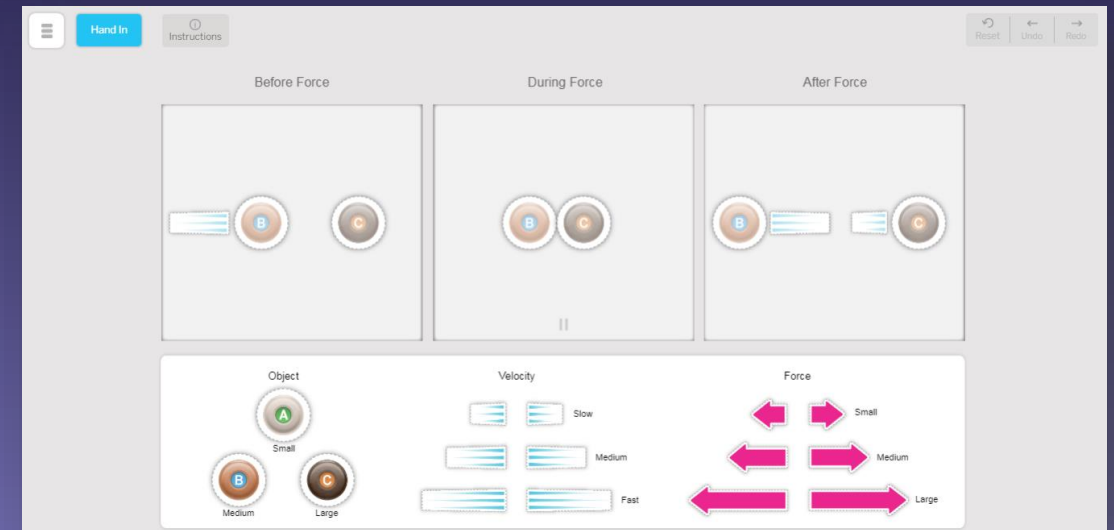 Hand In
Instructions
Reset
Undo
Redo
Before Force
During Force
After Force
B
C
B
C
B
C
Object
Velocity
Force
A
Small
B
Medium
C
Large
Slow
Medium
Fast
Small
Medium
Large